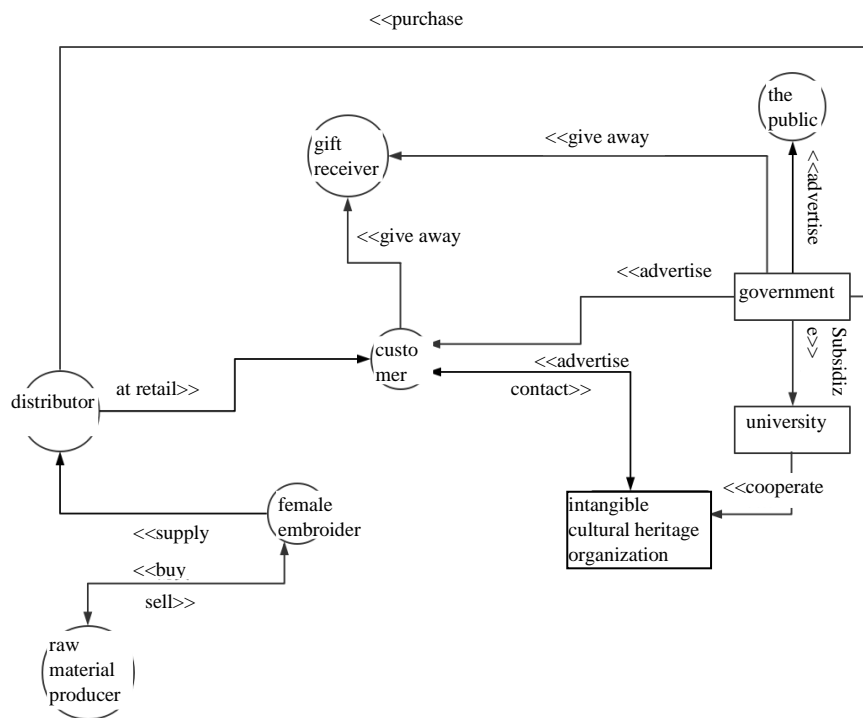 <<purchase
the
public
<<give away
gift
receiver
<<advertise
<<give away
<<advertise
government
Subsidiz
e>>
custo
mer
<<advertise
contact>>
at retail>>
distributor
university
<<cooperate
intangible
cultural heritage
organization
female
embroider
<<supply
<<buy
sell>>
raw
material
producer